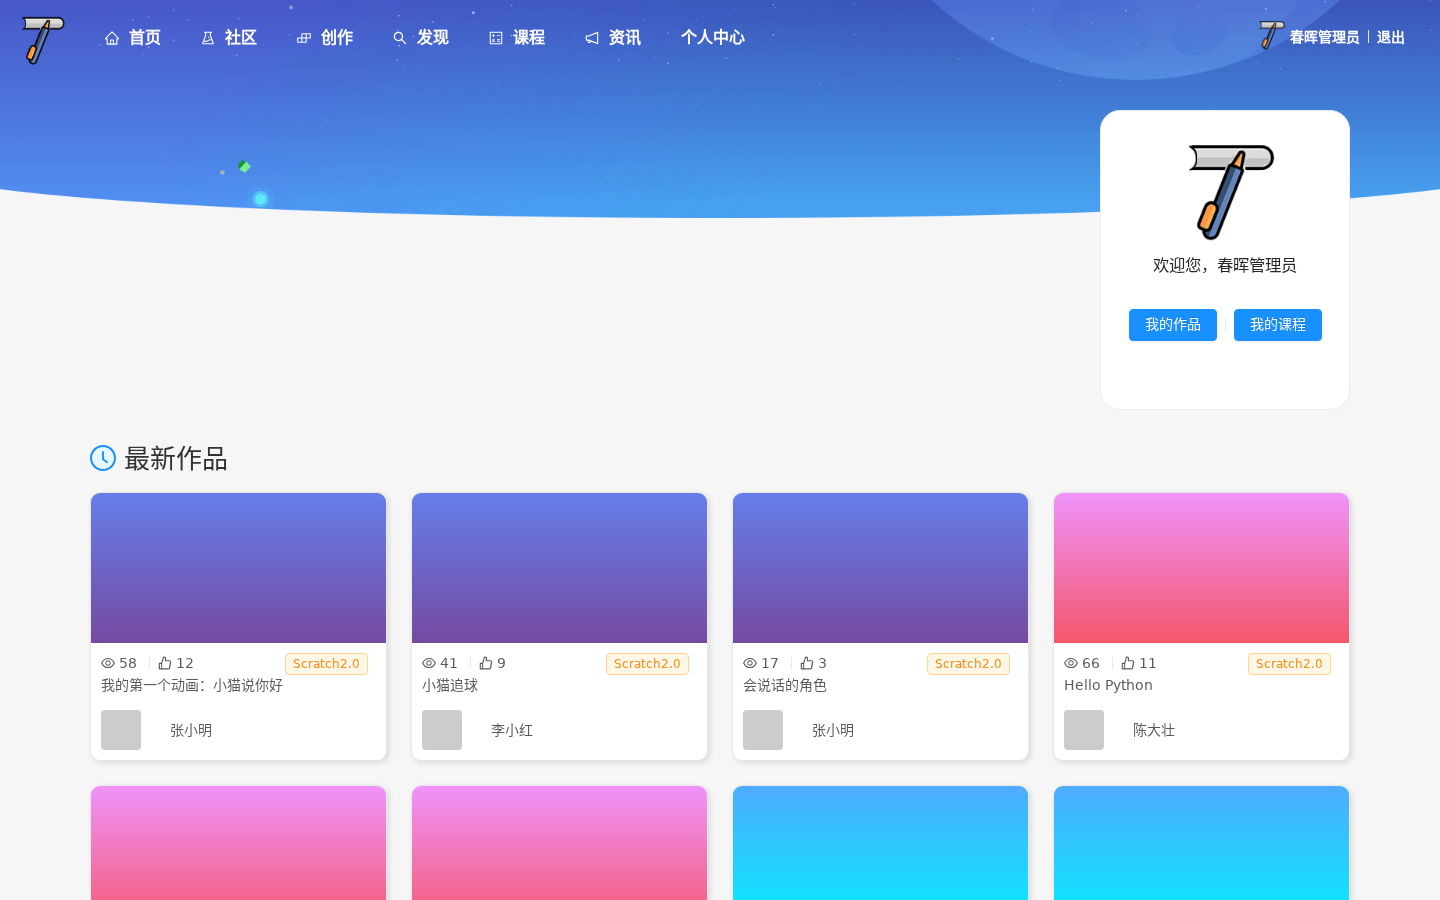 首页 社区 创作 发现 课程 资讯 个人中心 春晖管理员 退出
欢迎您，春晖管理员
我的作品 我的课程
最新作品
58 12 Scratch2.0
我的第一个动画：小猫说你好
张小明
41 9 Scratch2.0
小猫追球
李小红
17 3 Scratch2.0
会说话的角色
张小明
66 11 Scratch2.0
Hello Python
陈大壮